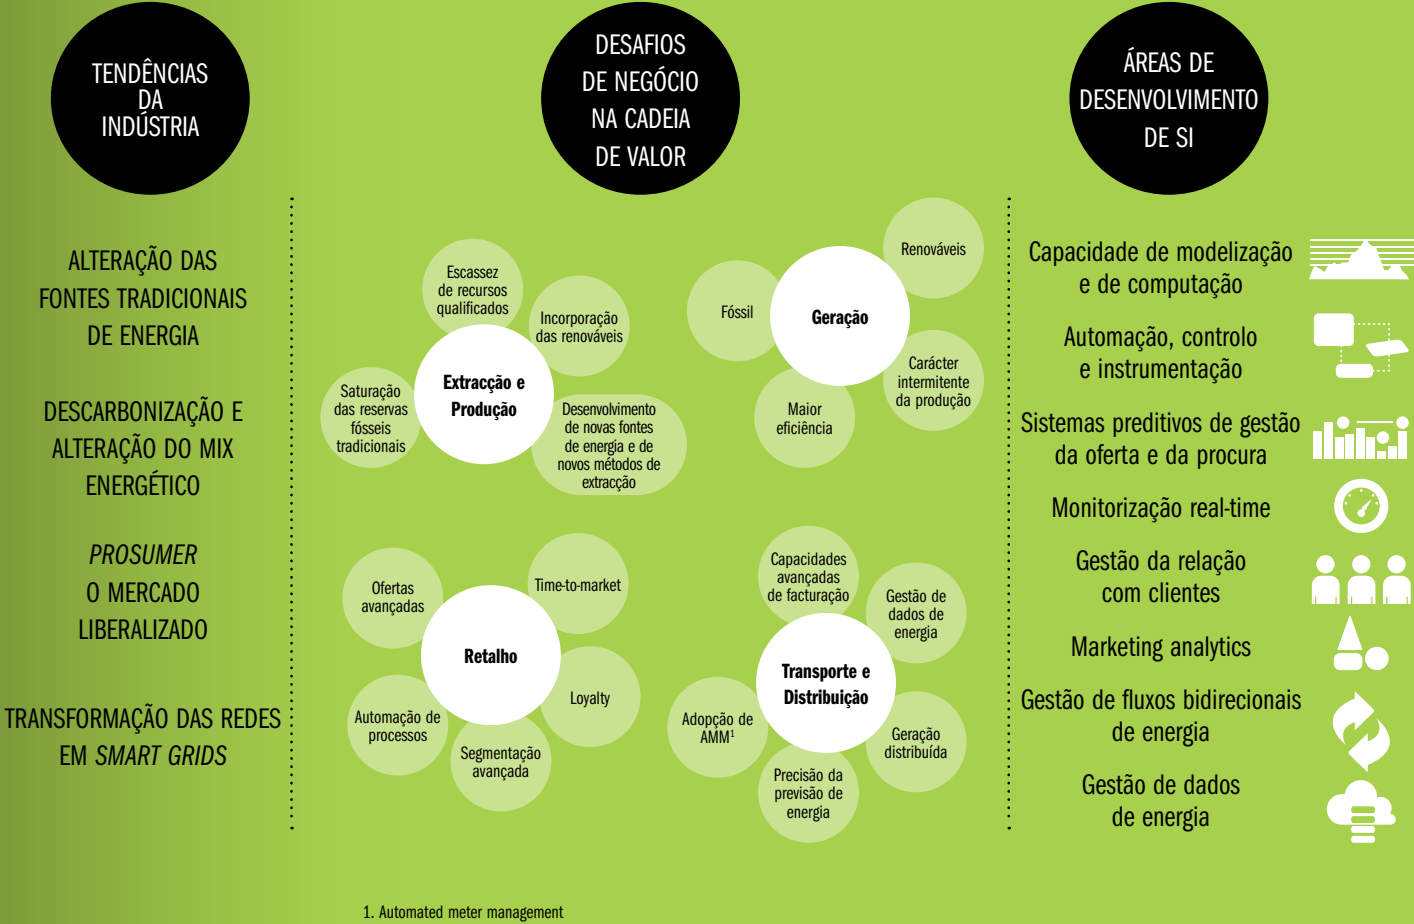 TENDÊNCIAS
DA
INDÚSTRIA
ALTERAÇÃO DAS
FONTES TRADICIONAIS
DE ENERGIA
DESCARBONIZAÇÃO E
ALTERAÇÃO DO MIX
ENERGÉTICO
PROSUMER
O MERCADO
LIBERALIZADO
TRANSFORMAÇÃO DAS REDES
EM SMART GRIDS
DESAFIOS
DE NEGÓCIO
NA CADEIA
DE VALOR
Escassez
de recursos
qualificados
Incorporação
das renováveis
Extracção e
Produção
Saturação
das reservas
fósseis
tradicionais
Desenvolvimento
de novas fontes
de energia e de
novos métodos de
extracção
Renováveis
Fóssil
Geração
Carácter
intermitente
da produção
Maior
eficiência
Ofertas
avançadas
Time-to-market
Retalho
Loyalty
Automação de
processos
Segmentação
avançada
Capacidades
avançadas
de facturação
Gestão de
dados de
energia
Transporte e
Distribuição
Adopção de
AMM¹
Geração
distribuída
Precisão da
previsão de
energia
ÁREAS DE
DESENVOLVIMENTO
DE SI
Capacidade de modelização
e de computação
Automação, controlo
e instrumentação
Sistemas preditivos de gestão
da oferta e da procura
Monitorização real-time
Gestão da relação
com clientes
Marketing analytics
Gestão de fluxos bidirecionais
de energia
Gestão de dados
de energia
1. Automated meter management